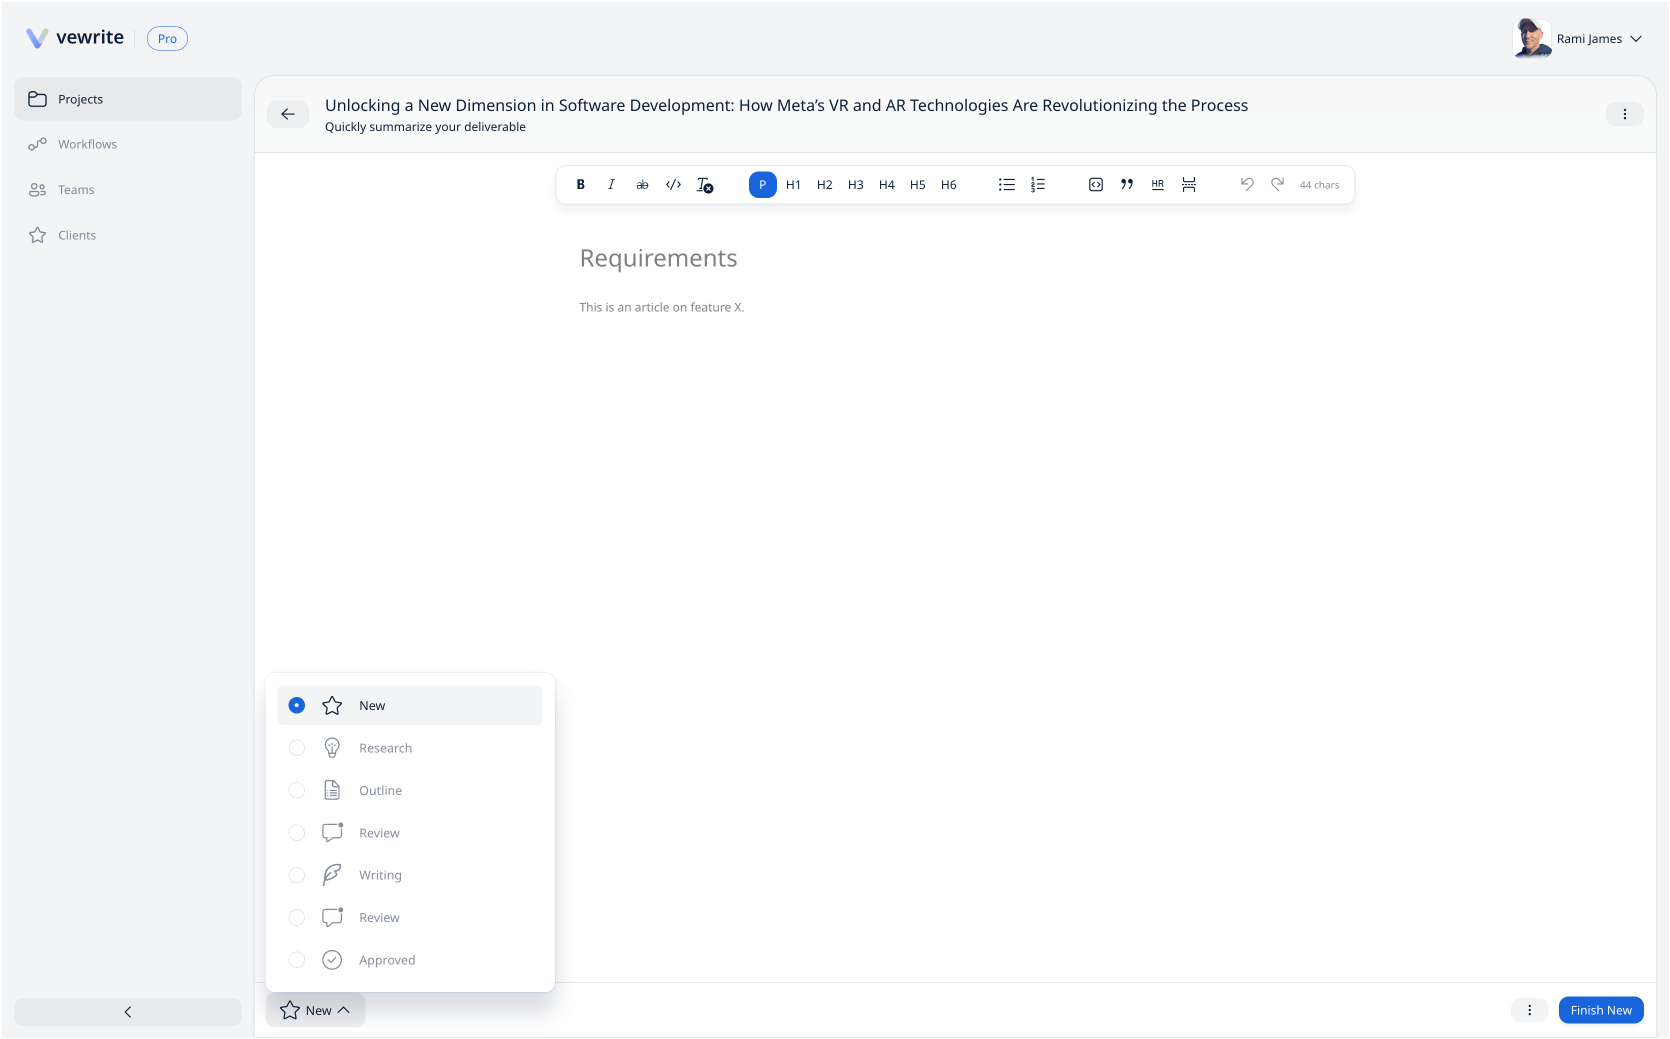 vewrite
Pro
Rami James
Projects
Workflows
Teams
Clients
Unlocking a New Dimension in Software Development: How Meta’s VR and AR Technologies Are Revolutionizing the Process
Quickly summarize your deliverable
B I ab </> T P H1 H2 H3 H4 H5 H6 HR 44 chars
Requirements
This is an article on feature X.
New
Research
Outline
Review
Writing
Review
Approved
New
Finish New